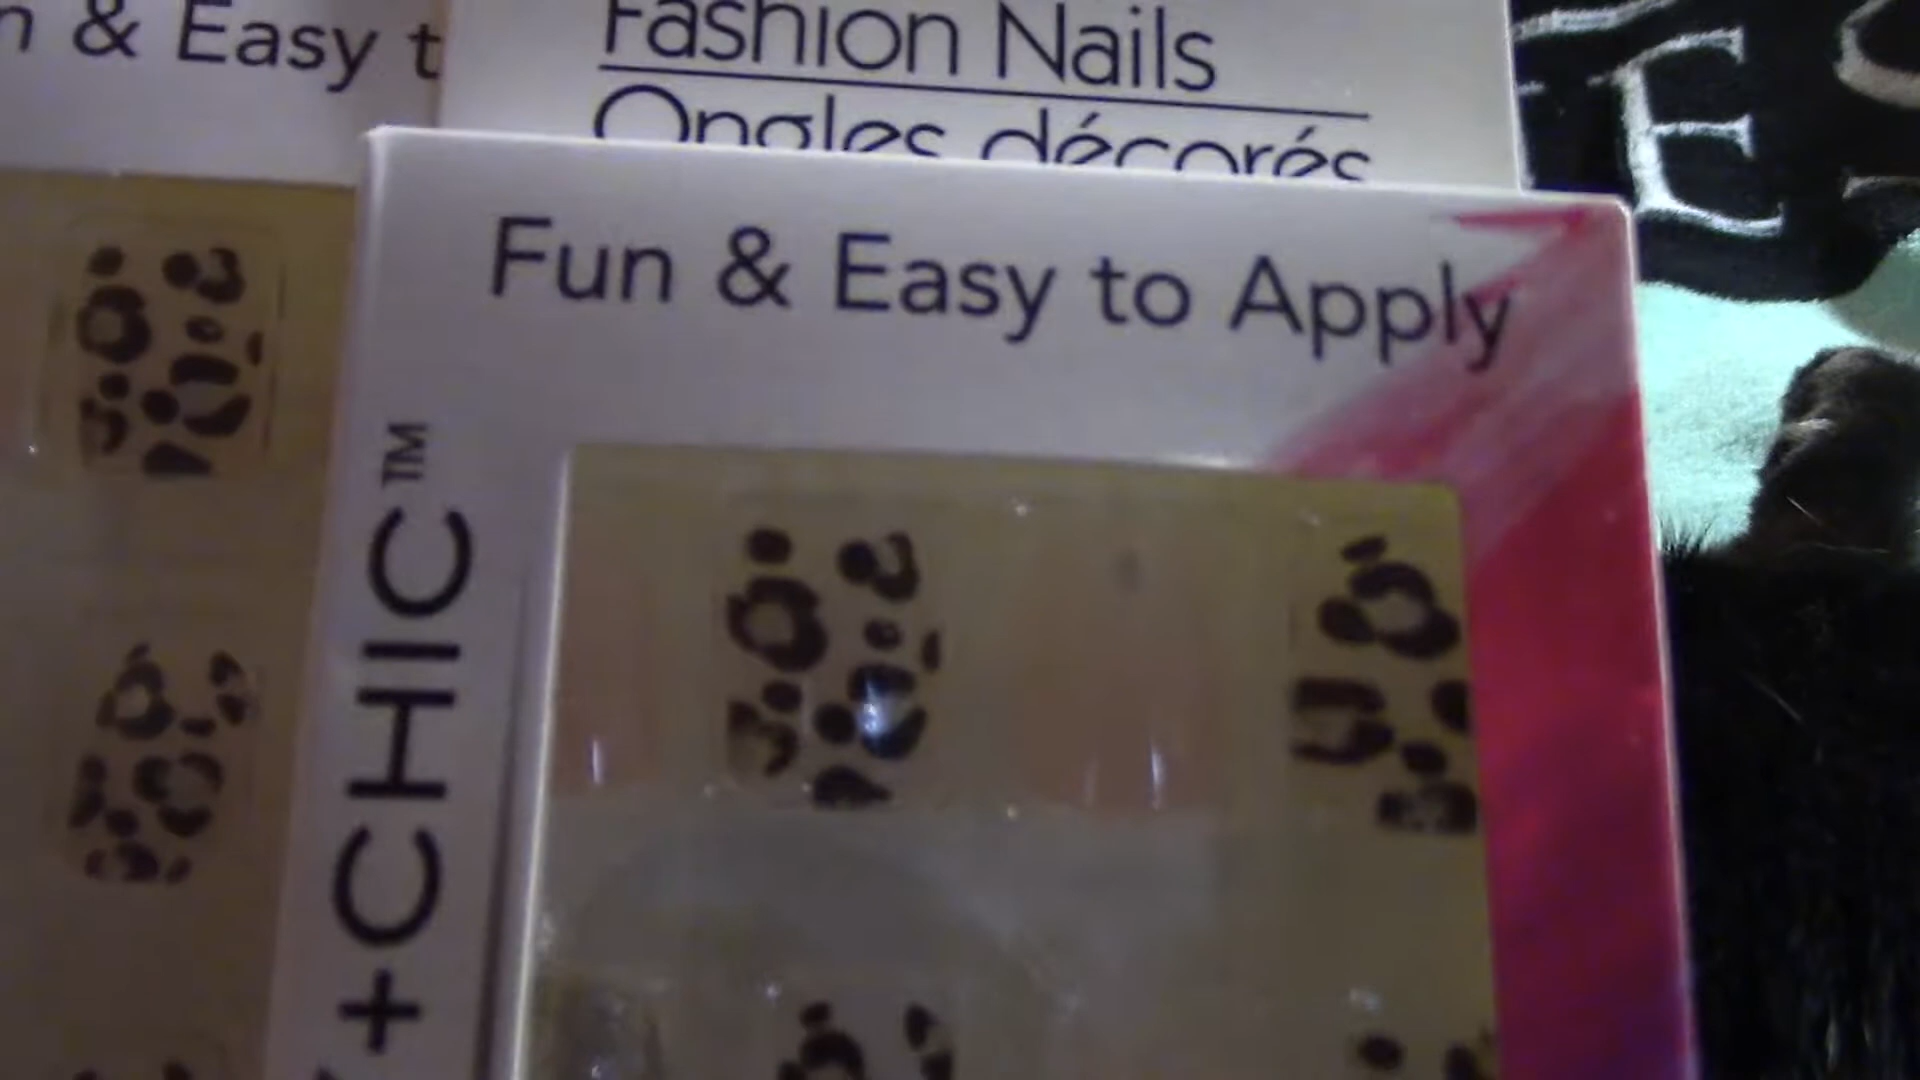 & Easy t
Fashion Nails
Ongles décorés
Fun & Easy to Apply
+CHIC™
E